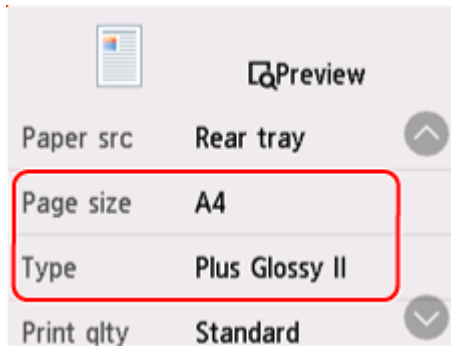 Preview
Paper src Rear tray
Page size A4
Type Plus Glossy II
Print qlty Standard